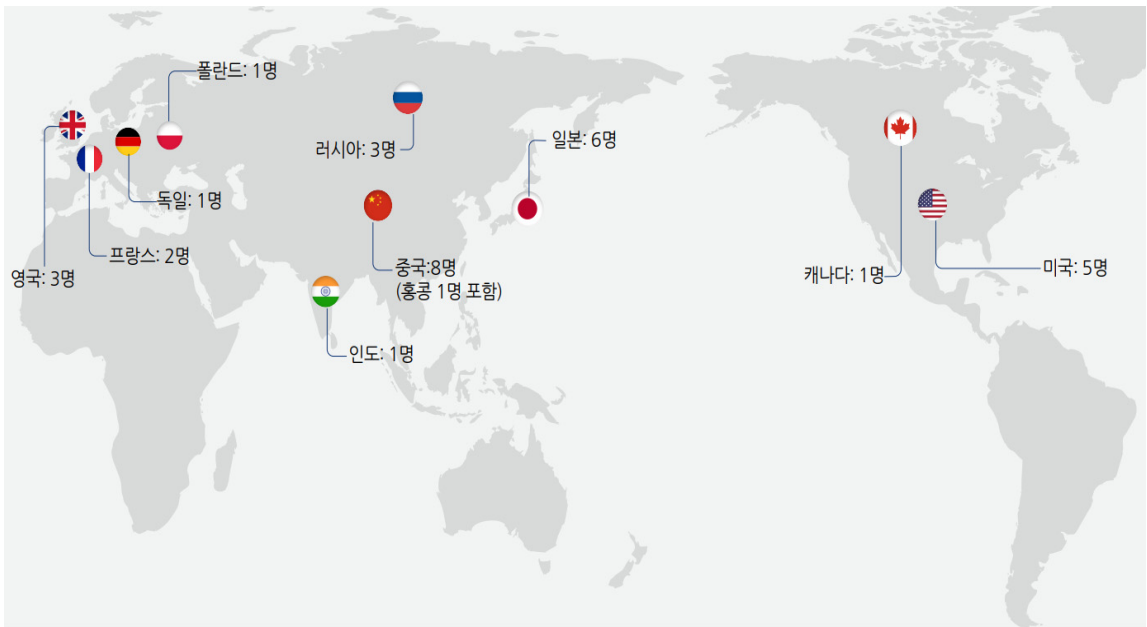 폴란드: 1명
일본: 6명
러시아: 3명
독일: 1명
프랑스: 2명
영국: 3명
중국:8명
(홍콩 1명 포함)
캐나다: 1명
미국: 5명
인도: 1명